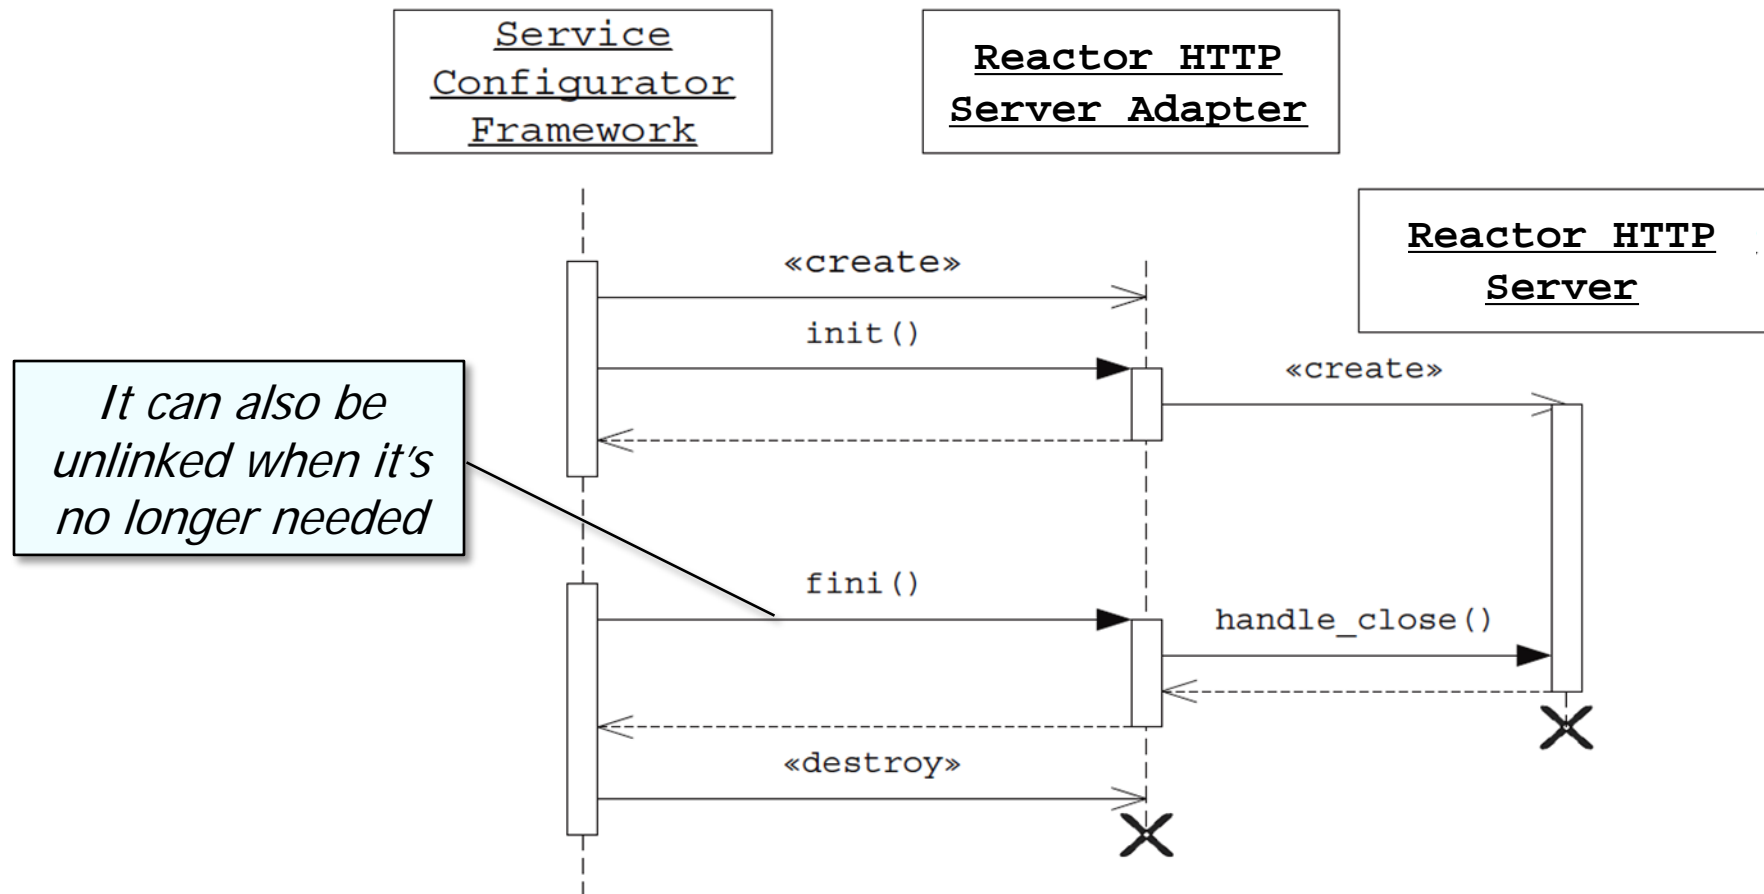 Service
Configurator
Framework
Reactor HTTP
Server Adapter
Reactor HTTP
Server
«create»
init()
«create»
It can also be
unlinked when it's
no longer needed
fini()
handle_close()
«destroy»